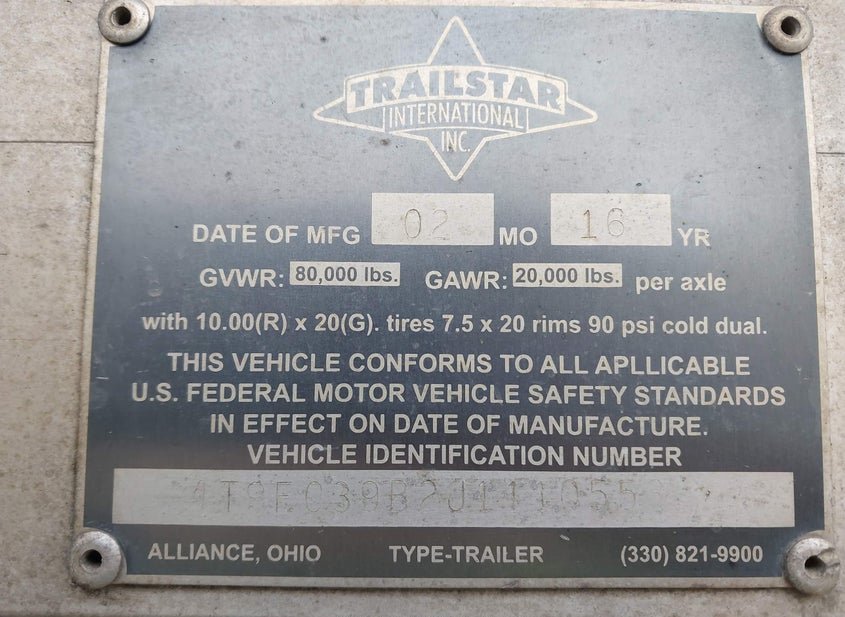 TRAILSTAR
INTERNATIONAL
INC.
DATE OF MFG 02 MO 16 YR
GVWR: 80,000 lbs. GAWR: 20,000 lbs. per axle
with 10.00(R) x 20(G). tires 7.5 x 20 rims 90 psi cold dual.
THIS VEHICLE CONFORMS TO ALL APLLICABLE
U.S. FEDERAL MOTOR VEHICLE SAFETY STANDARDS
IN EFFECT ON DATE OF MANUFACTURE.
VEHICLE IDENTIFICATION NUMBER
ALLIANCE, OHIO TYPE-TRAILER (330) 821-9900